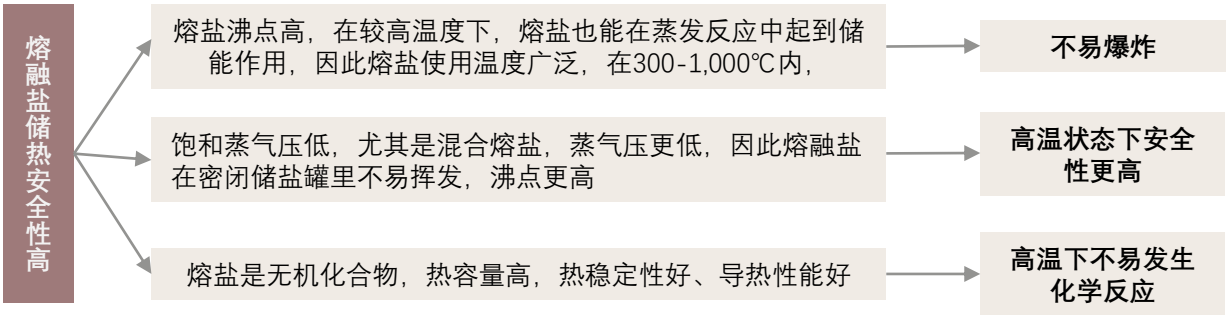 熔融盐储热安全性高
熔盐沸点高，在较高温度下，熔盐也能在蒸发反应中起到储
能作用，因此熔盐使用温度广泛，在300-1,000℃内，
不易爆炸
饱和蒸气压低，尤其是混合熔盐，蒸气压更低，因此熔融盐
在密闭储盐罐里不易挥发，沸点更高
高温状态下安全
性更高
熔盐是无机化合物，热容量高，热稳定性好、导热性能好
高温下不易发生
化学反应